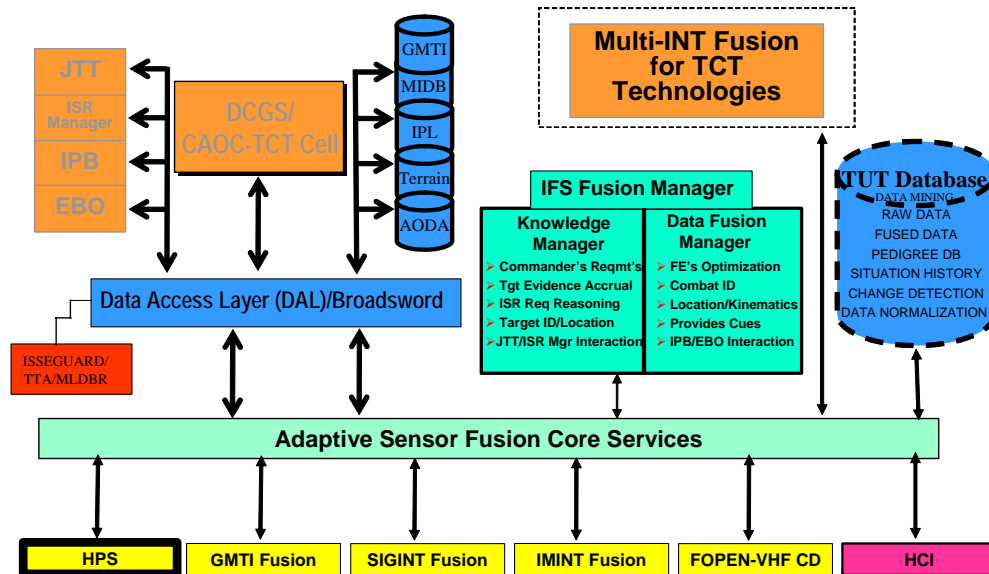 JTT
ISR
Manager
IPB
EBO
DCGS/
CAOC-TCT Cell
GMTI
MIDB
IPL
Terrain
AODA
Multi-INT Fusion
for TCT
Technologies
TUT Database
DATA MINING
RAW DATA
FUSED DATA
PEDIGREE DB
SITUATION HISTORY
CHANGE DETECTION
DATA NORMALIZATION
IFS Fusion Manager
Knowledge
Manager
Commander's Reqmt's
Tgt Evidence Accrual
ISR Req Reasoning
Target ID/Location
JTT/ISR Mgr Interaction
Data Fusion
Manager
FE's Optimization
Combat ID
Location/Kinematics
Provides Cues
IPB/EBO Interaction
Data Access Layer (DAL)/Broadsword
ISSEGUARD/
TTA/MLDBR
Adaptive Sensor Fusion Core Services
HPS
GMTI Fusion
SIGINT Fusion
IMINT Fusion
FOPEN-VHF CD
HCI